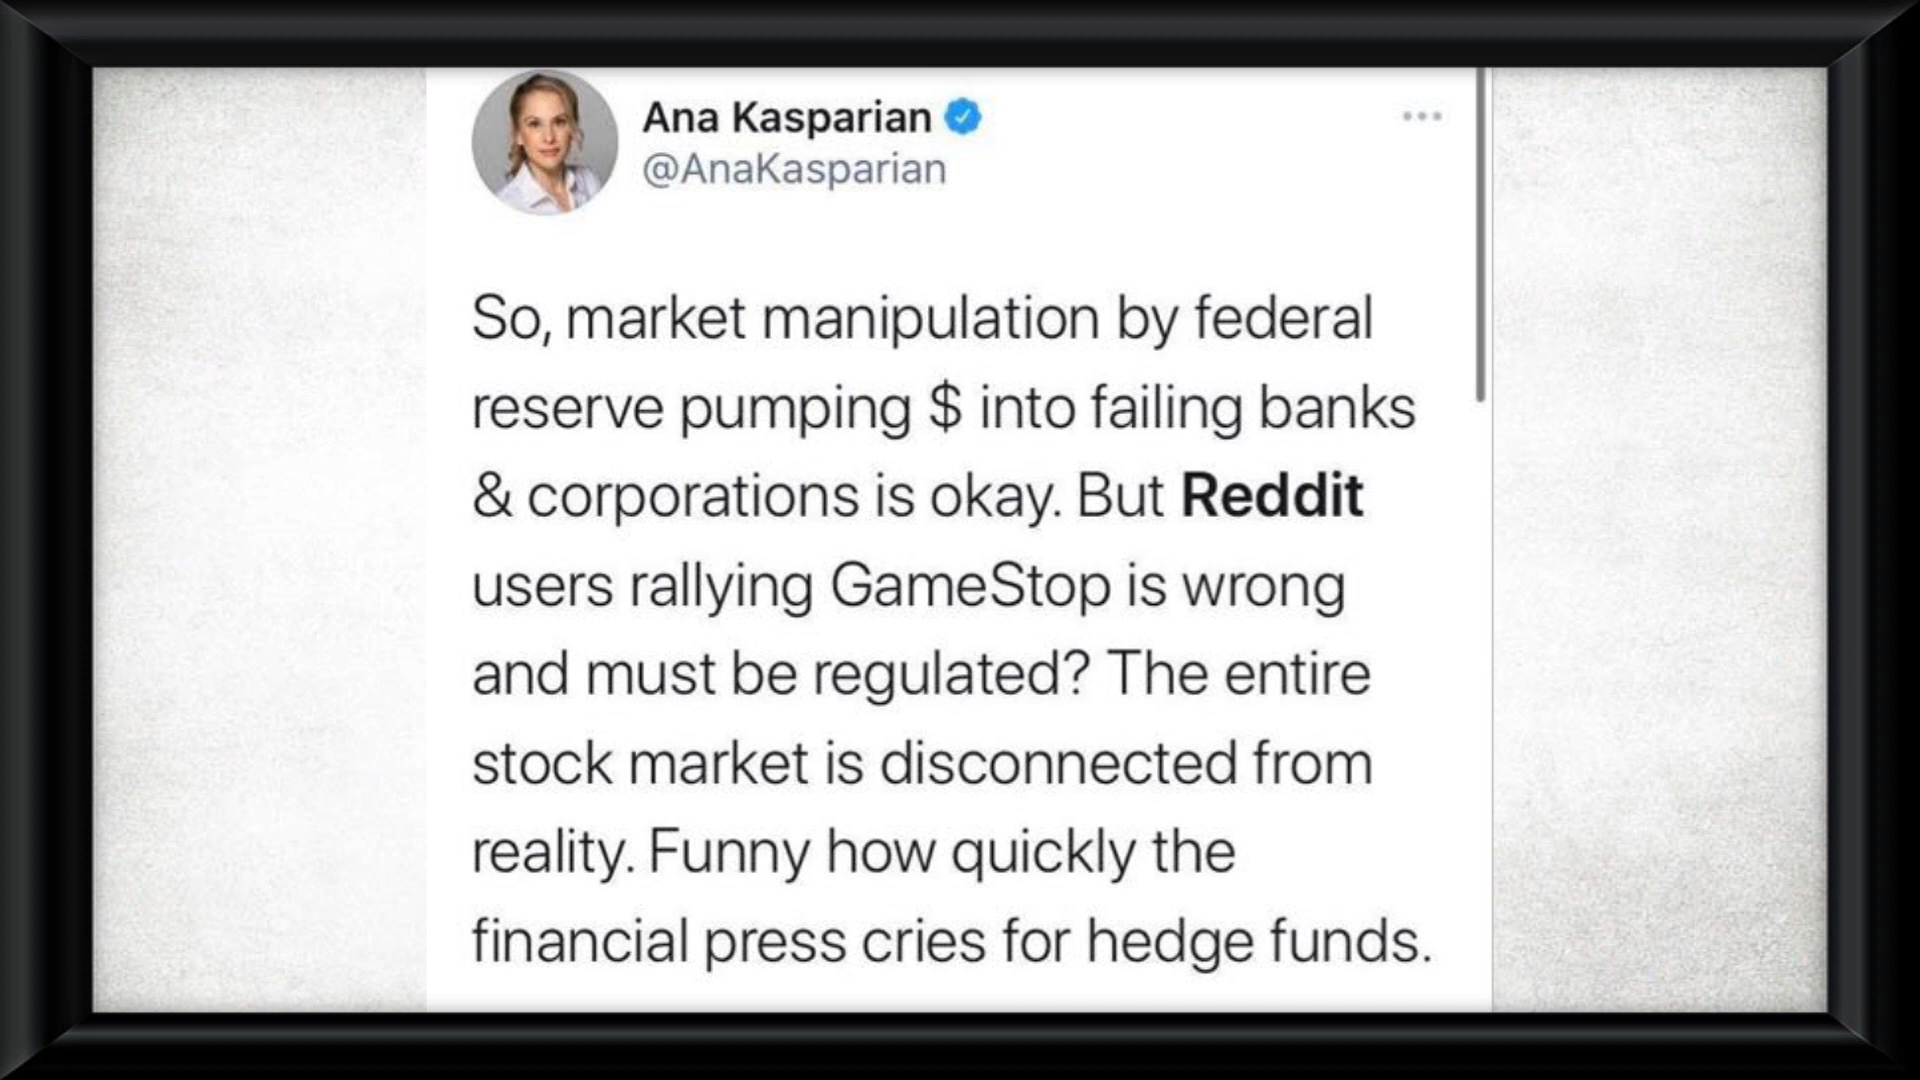 Ana Kasparian
@AnaKasparian
So, market manipulation by federal
reserve pumping $ into failing banks
& corporations is okay. But Reddit
users rallying GameStop is wrong
and must be regulated? The entire
stock market is disconnected from
reality. Funny how quickly the
financial press cries for hedge funds.